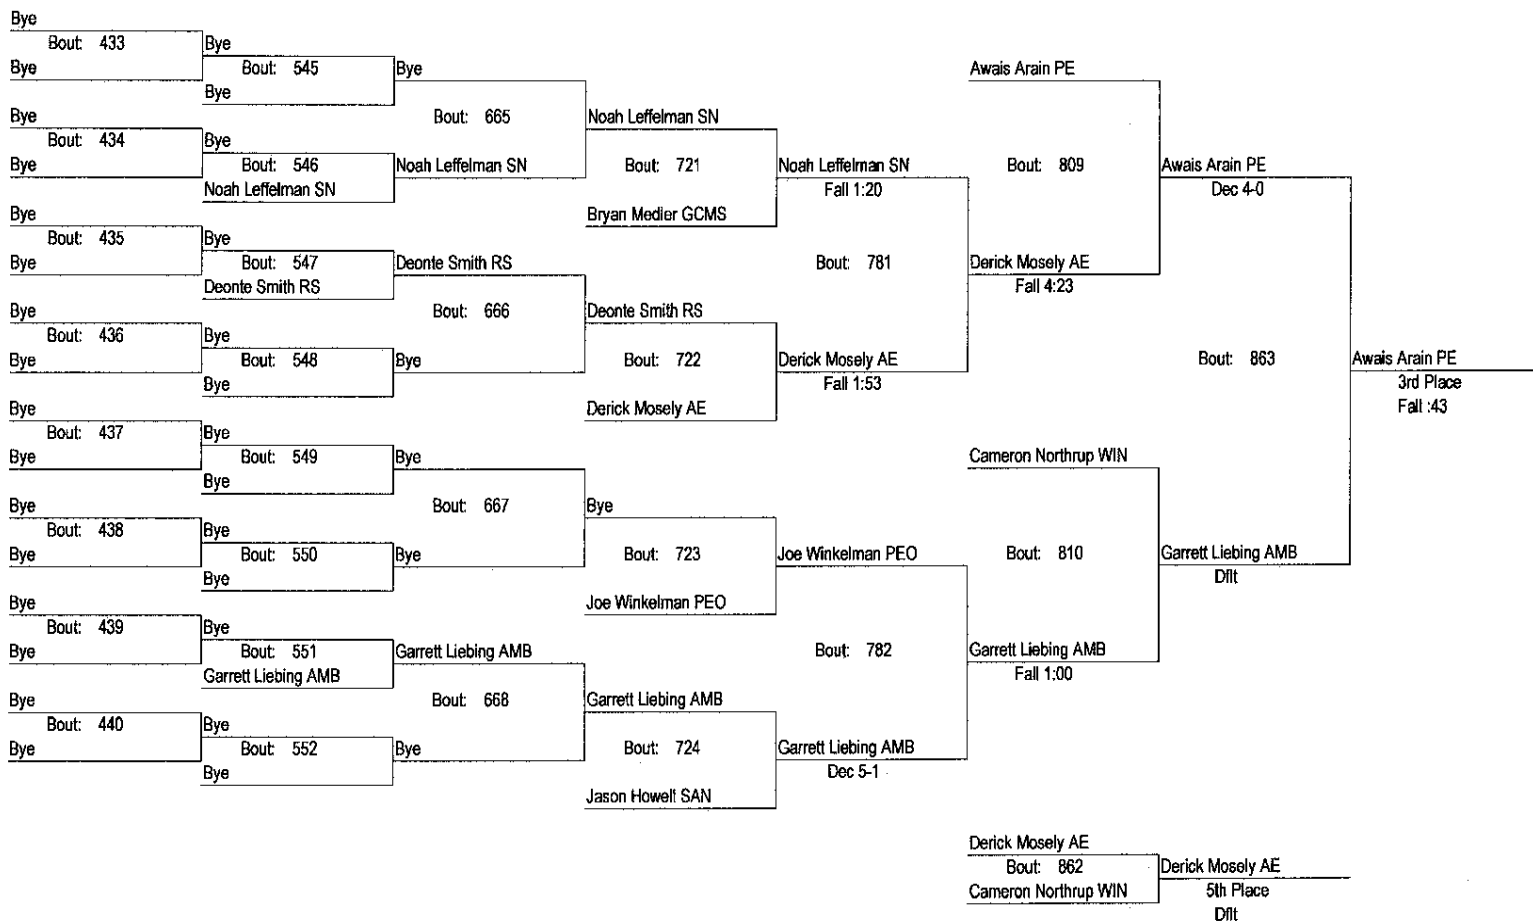 Bye
Bout: 433
Bye
Bye
Bout: 434
Bye
Bye
Bout: 435
Bye
Bye
Bout: 436
Bye
Bye
Bout: 437
Bye
Bye
Bout: 438
Bye
Bye
Bout: 439
Bye
Bye
Bout: 440
Bye
Bye
Bout: 545
Bye
Bye
Bout: 546
Noah Leffelman SN
Bye
Bout: 547
Deonte Smith RS
Bye
Bout: 548
Bye
Bye
Bout: 549
Bye
Bye
Bout: 550
Bye
Bye
Bout: 551
Garrett Liebing AMB
Bye
Bout: 552
Bye
Bye
Bout: 665
Noah Leffelman SN
Deonte Smith RS
Bout: 666
Bye
Bye
Bout: 667
Bye
Garrett Liebing AMB
Bout: 668
Bye
Noah Leffelman SN
Bout: 721
Bryan Medler GCMS
Deonte Smith RS
Bout: 722
Derick Mosely AE
Bye
Bout: 723
Joe Winkelman PEO
Garrett Liebing AMB
Bout: 724
Jason Howell SAN
Noah Leffelman SN
Fall 1:20
Bout: 781
Derick Mosely AE
Fall 1:53
Joe Winkelman PEO
Bout: 782
Garrett Liebing AMB
Dec 5-1
Awais Arain PE
Bout: 809
Derick Mosely AE
Fall 4:23
Cameron Northrup WIN
Bout: 810
Garrett Liebing AMB
Fall 1:00
Awais Arain PE
Dec 4-0
Bout: 863
Garrett Liebing AMB
Dflt
Awais Arain PE
3rd Place
Fall :43
Derick Mosely AE
Bout: 862
Cameron Northrup WIN
Derick Mosely AE
5th Place
Dflt